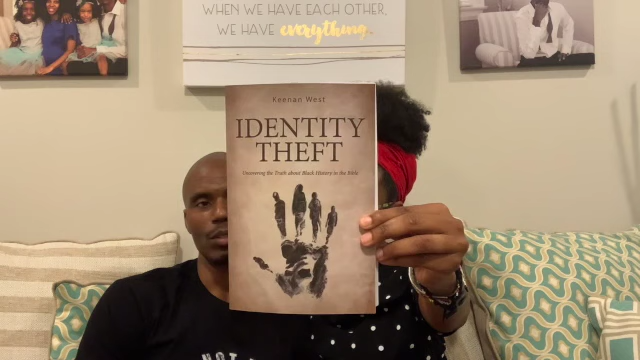 WHEN WE HAVE EACH OTHER,
WE HAVE everything.
Keenan West
IDENTITY
THEFT
Uncovering the Truth about Black History in the Bible
NOT